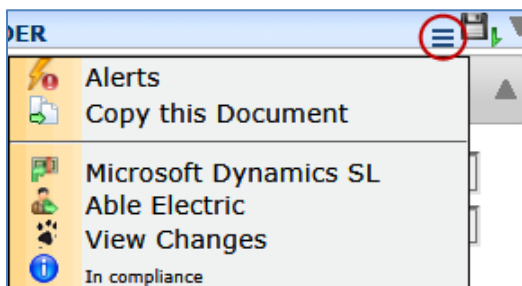 DER
Alerts
Copy this Document
Microsoft Dynamics SL
Able Electric
View Changes
In compliance